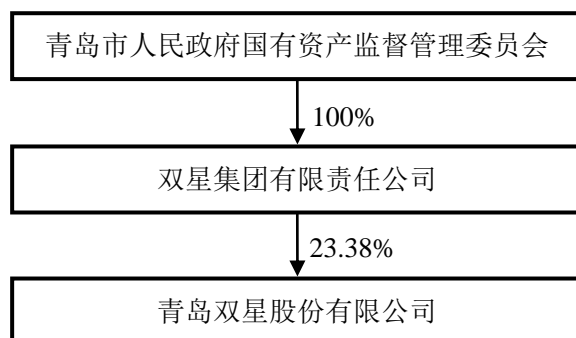 青岛市人民政府国有资产监督管理委员会
100%
双星集团有限责任公司
23.38%
青岛双星股份有限公司